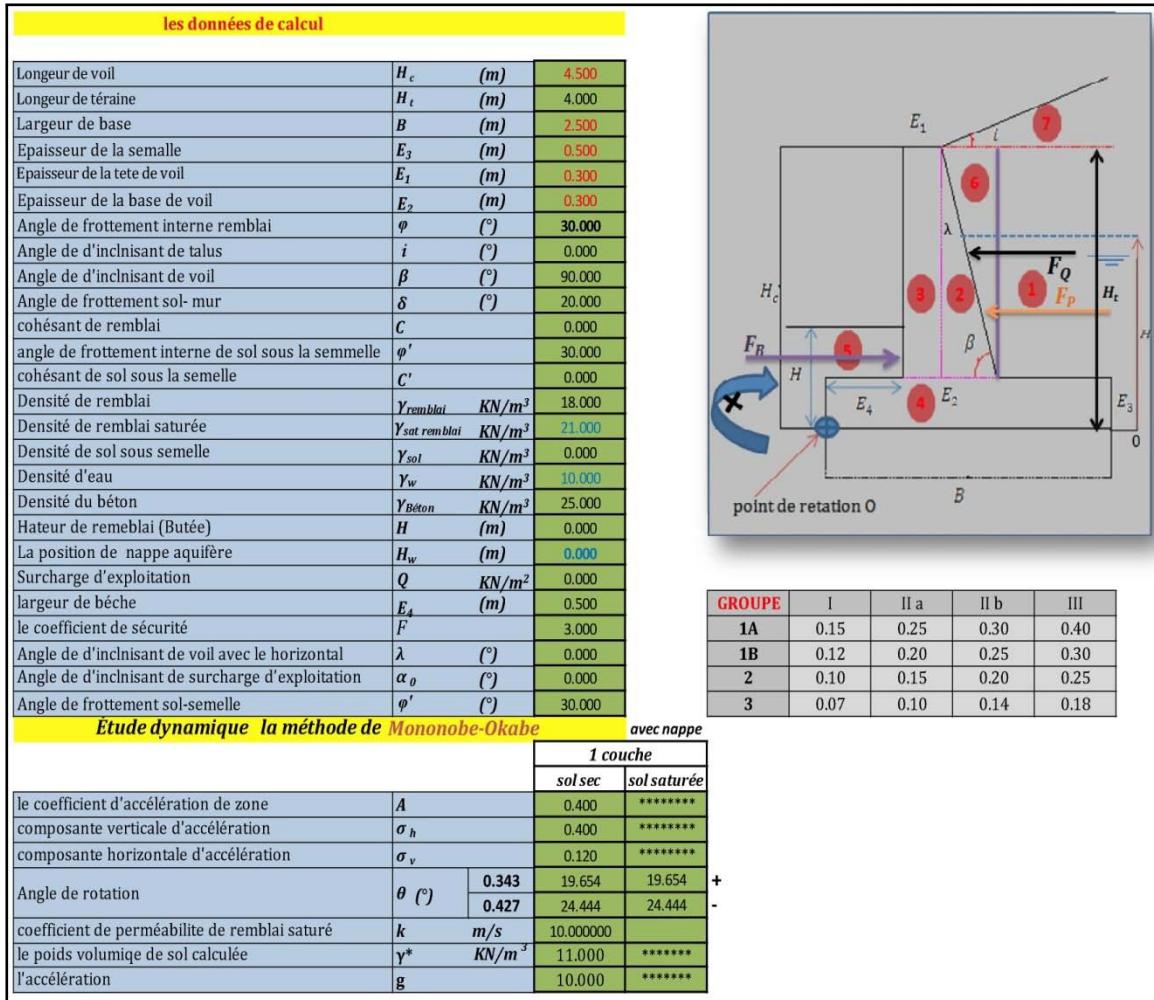 les données de calcul
Longeur de voil H c (m) 4.500
Longeur de téraine H t (m) 4.000
Largeur de base B (m) 2.500
Epaisseur de la semalle E3 (m) 0.500
Epaisseur de la tete de voil E1 (m) 0.300
Epaisseur de la base de voil E2 (m) 0.300
Angle de frottement interne remblai φ (°) 30.000
Angle de d'inclnisant de talus i (°) 0.000
Angle de d'inclnisant de voil β (°) 90.000
Angle de frottement sol- mur δ (°) 20.000
cohésant de remblai C 0.000
angle de frottement interne de sol sous la semmelle φ' 30.000
cohésant de sol sous la semelle C' 0.000
Densité de remblai γremblai KN/m³ 18.000
Densité de remblai saturée γsat remblai KN/m³ 21.000
Densité de sol sous semelle γsol KN/m³ 0.000
Densité d'eau γw KN/m³ 10.000
Densité du béton γBéton KN/m³ 25.000
Hateur de remeblai (Butée) H (m) 0.000
La position de nappe aquifère Hw (m) 0.000
Surcharge d'exploitation Q KN/m² 0.000
largeur de béche E4 (m) 0.500
le coefficient de sécurité F 3.000
Angle de d'inclnisant de voil avec le horizontal λ (°) 0.000
Angle de d'inclnisant de surcharge d'exploitation α0 (°) 0.000
Angle de frottement sol-semelle φ' (°) 30.000
Étude dynamique la méthode de Mononobe-Okabe avec nappe
1 couche
sol sec sol saturée
le coefficient d'accélération de zone A 0.400 ********
composante verticale d'accélération σ h 0.400 ********
composante horizontale d'accélération σ v 0.120 ********
Angle de rotation θ (°) 0.343 19.654 19.654 +
0.427 24.444 24.444 -
coefficient de perméabilite de remblai saturé k m/s 10.000000
le poids volumiqe de sol calculée γ* KN/m³ 11.000 *******
l'accélération g 10.000 *******
E1
i
7
6
λ
FQ
Hc
3
2
1
FP
Ht
H
FB
5
H
β
E4
4
E2
E3
0
B
point de retation O
GROUPE I II a II b III
1A 0.15 0.25 0.30 0.40
1B 0.12 0.20 0.25 0.30
2 0.10 0.15 0.20 0.25
3 0.07 0.10 0.14 0.18